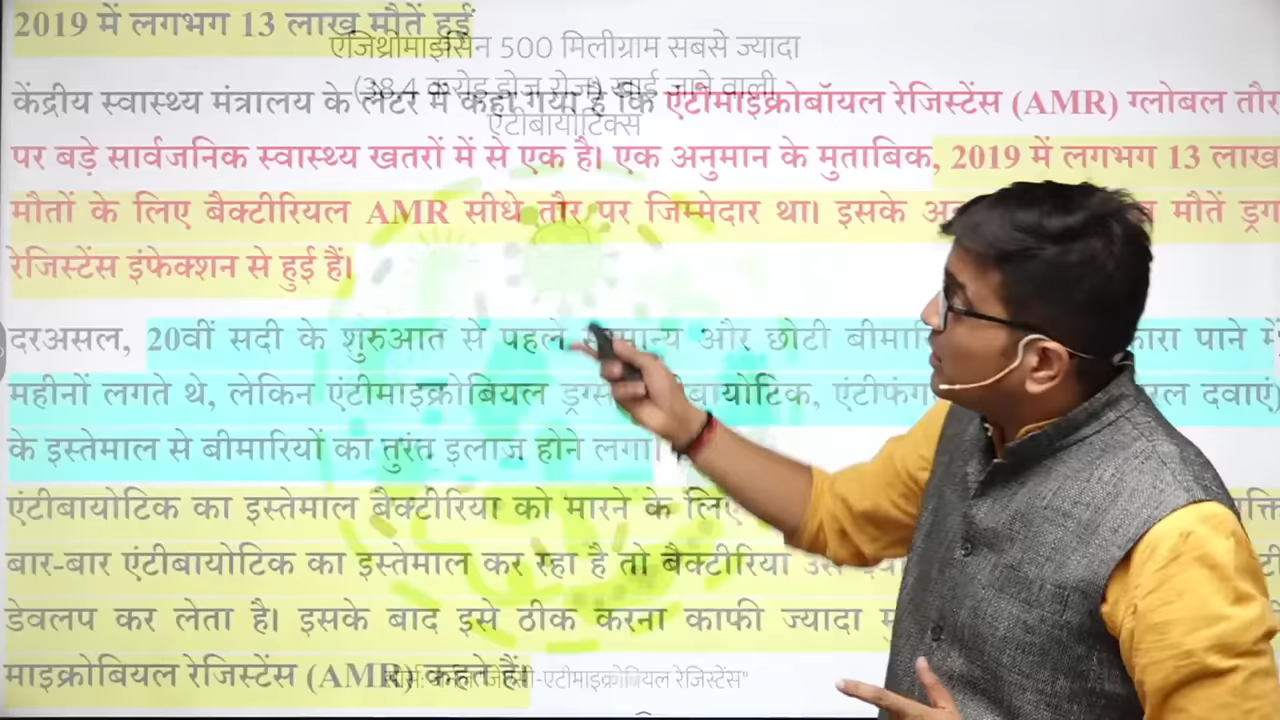 2019 में लगभग 13 लाख मौतें हुईं
एजिथ्रोमाइसिन 500 मिलीग्राम सबसे ज्यादा
(38.4 करोड़ डोज रोज) खाई जाने वाली
एंटीबायोटिक्स
केंद्रीय स्वास्थ्य मंत्रालय के लेटर में कहा गया है कि एंटीमाइक्रोबॉयल रेजिस्टेंस (AMR) ग्लोबल तौर
पर बड़े सार्वजनिक स्वास्थ्य खतरों में से एक है। एक अनुमान के मुताबिक, 2019 में लगभग 13 लाख
मौतों के लिए बैक्टीरियल AMR सीधे तौर पर जिम्मेदार था। इसके मौतें ड्रग
रेजिस्टेंस इंफेक्शन से हुई हैं।
दरअसल, 20वीं सदी के शुरुआत से पहले सामान्य और छोटी पाने में
महीनों लगते थे, लेकिन एंटीमाइक्रोबियल ड्रग्स दवाएं)
के इस्तेमाल से बीमारियों का तुरंत इलाज होने लगा।
एंटीबायोटिक का इस्तेमाल बैक्टीरिया को मारने के लिए
बार-बार एंटीबायोटिक का इस्तेमाल कर रहा है तो बैक्टीरिया
डेवलप कर लेता है। इसके बाद इसे ठीक करना काफी ज्यादा
माइक्रोबियल रेजिस्टेंस (AMR) कहते हैं।
-एंटीमाइक्रोबियल रेजिस्टेंस"